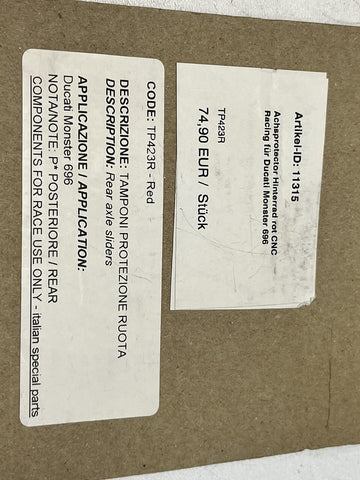 Artikel-ID: 11315
Achsprotector Hinterrad rot CNC
Racing für Ducati Monster 696
TP423R
74,90 EUR / Stück
CODE: TP423R - Red
DESCRIZIONE: TAMPONI PROTEZIONE RUOTA
DESCRIPTION: Rear axle sliders
APPLICAZIONE / APPLICATION:
Ducati Monster 696
NOTA/NOTE: P* POSTERIORE / REAR
COMPONENTS FOR RACE USE ONLY - italian special parts